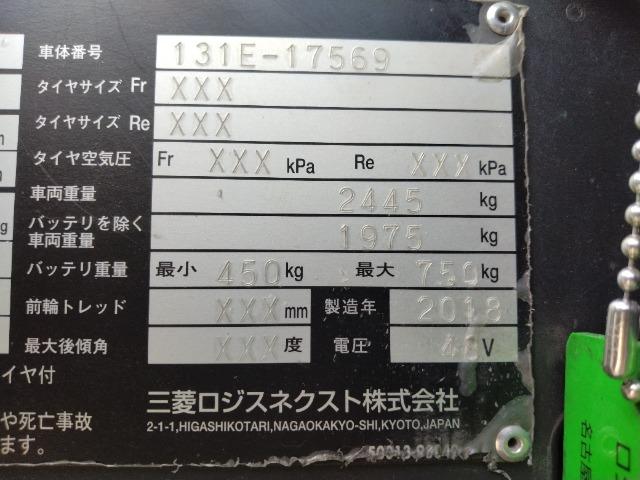 車体番号 131E-17569
タイヤサイズ Fr XXX
タイヤサイズ Re XXX
タイヤ空気圧 Fr XXX kPa Re XXX kPa
車両重量 2445 kg
バッテリを除く
車両重量 1975 kg
バッテリ重量 最小 450 kg 最大 750 kg
前輪トレッド XXX mm 製造年 2018
最大後傾角 XXX 度 電圧 48 V
イヤ付
三菱ロジスネクスト株式会社
や死亡事故
2-1-1,HIGASHIKOTARI,NAGAOKAKYO-SHI,KYOTO,JAPAN
ます。
名古屋